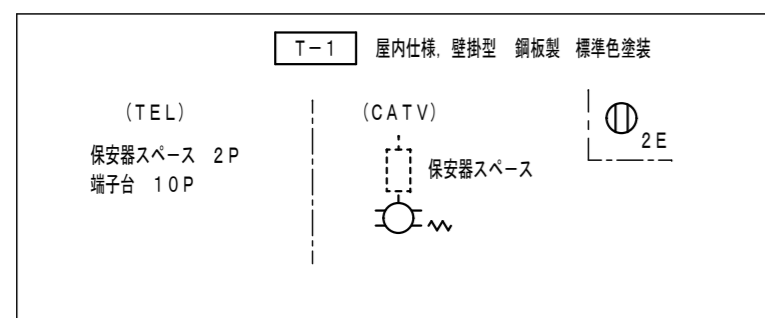 T－1　屋内仕様，壁掛型　鋼板製　標準色塗装
(TEL)
保安器スペース　2P
端子台　10P
(CATV)
保安器スペース
2E